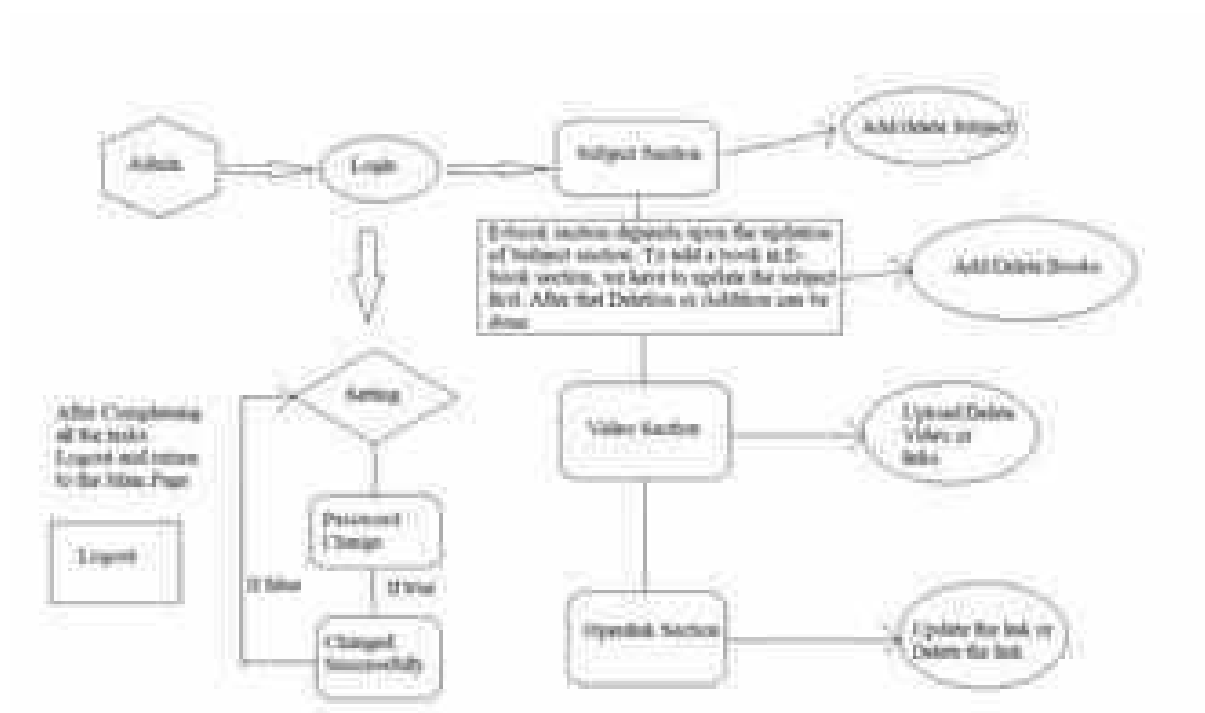 Admin
Login
Subject Section
Add/delete Subject
E-book section depends upon the updation
of Subject section. To add a book in E-
book section, we have to update the subject
first. After that Deletion or Addition can be
done
Add/Delete Books
Setting
Video Section
Upload/Delete
Video or
links
After Completing
all the tasks
Logout and return
to the Main Page
Password
Change
Logout
If false
If true
Changed
Successfully
Openlink Section
Update the link or
Delete the link